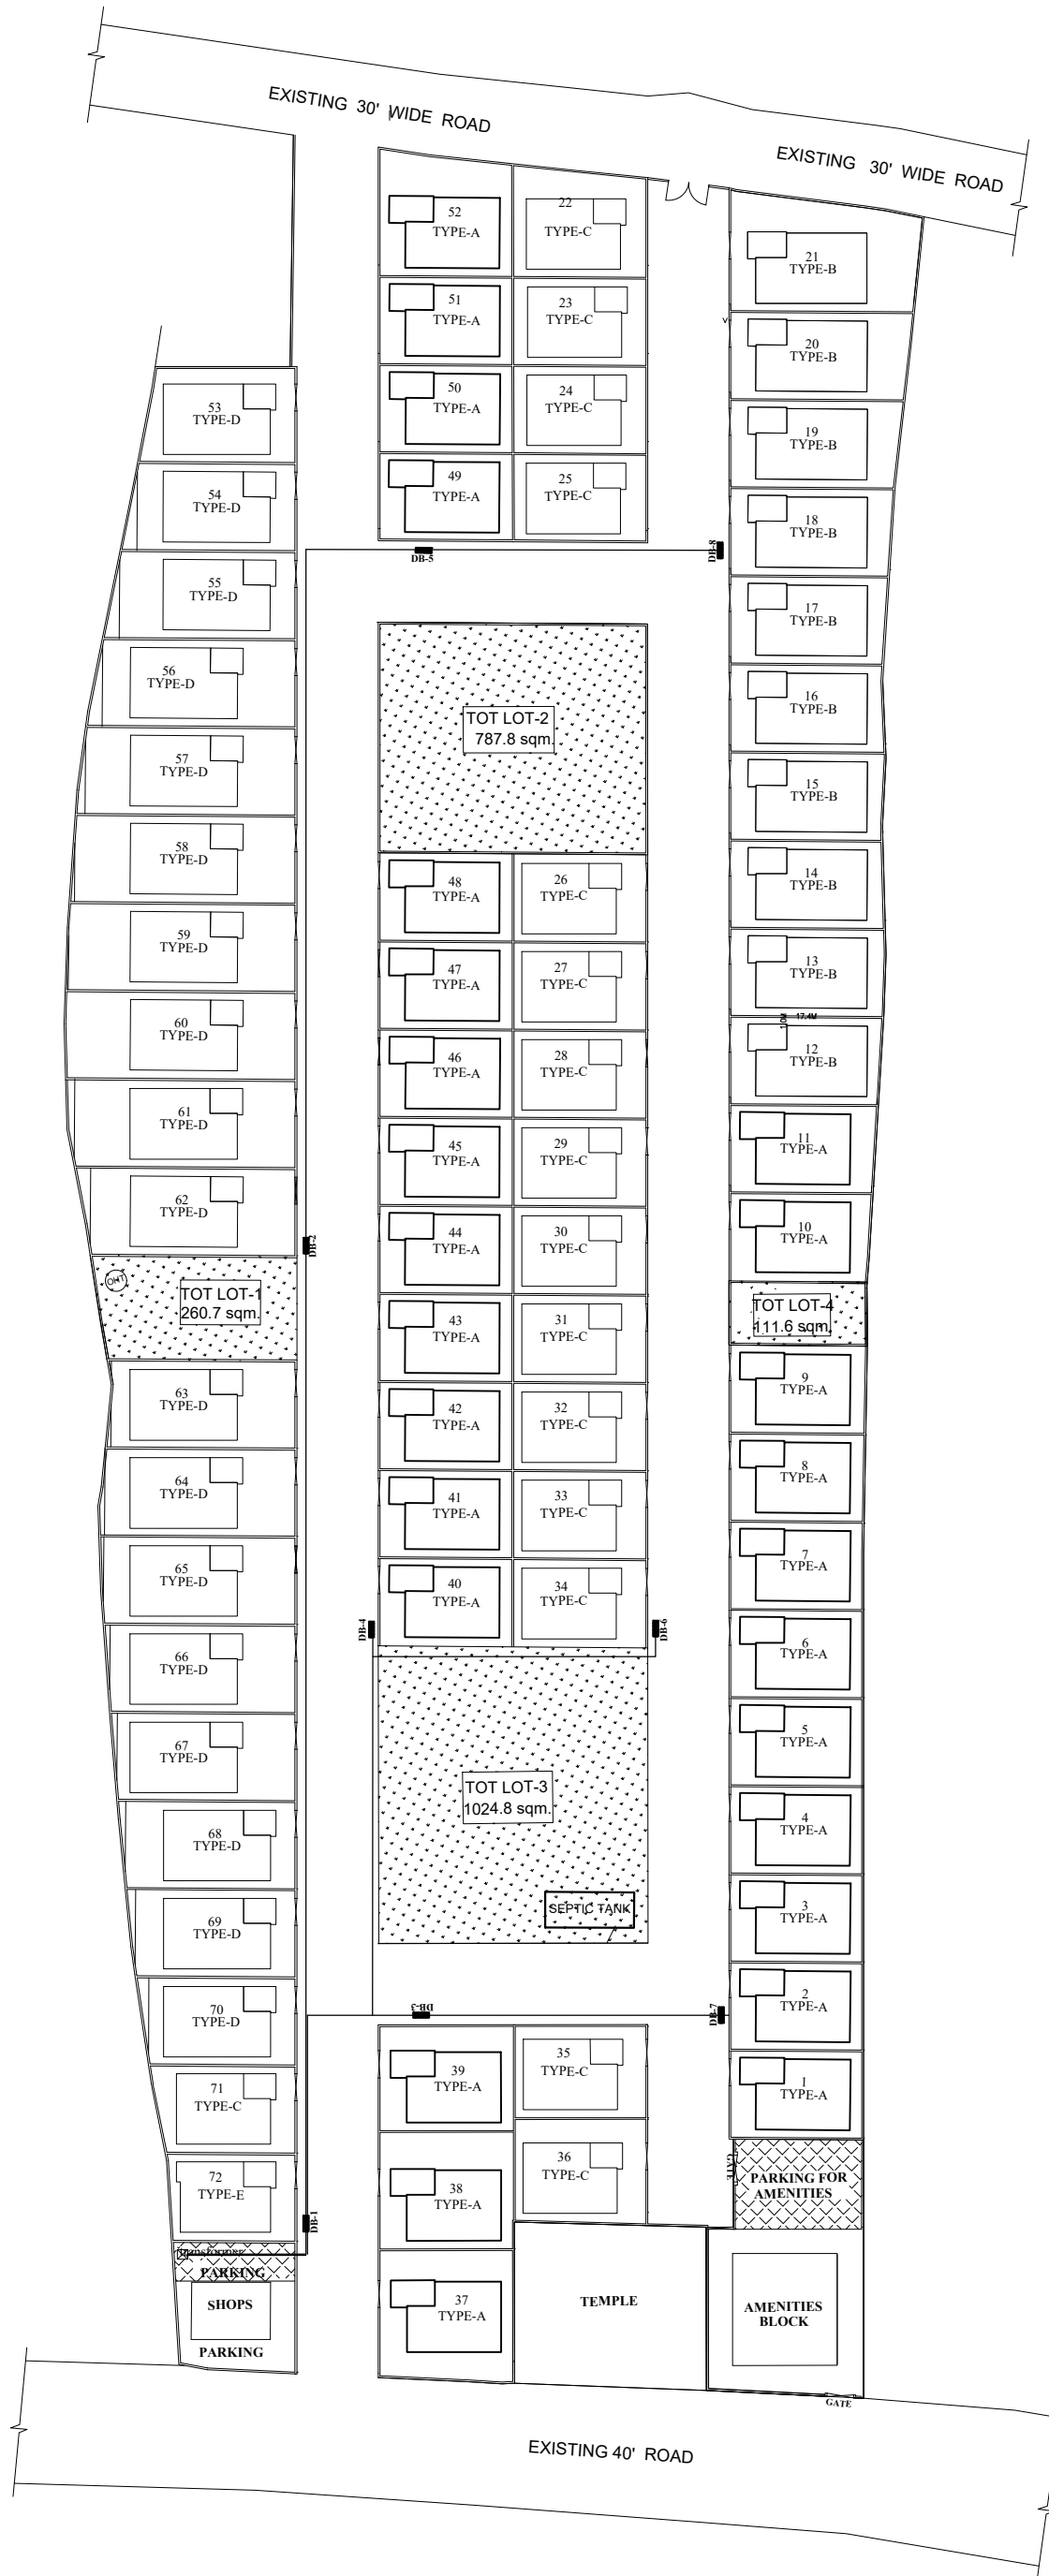 EXISTING 30' WIDE ROAD
EXISTING 30' WIDE ROAD
52
TYPE-A
22
TYPE-C
21
TYPE-B
51
TYPE-A
23
TYPE-C
20
TYPE-B
50
TYPE-A
24
TYPE-C
53
TYPE-D
19
TYPE-B
49
TYPE-A
25
TYPE-C
54
TYPE-D
18
TYPE-B
DB-5
DB-8
55
TYPE-D
17
TYPE-B
56
TYPE-D
16
TYPE-B
TOT LOT-2
787.8 sqm.
57
TYPE-D
15
TYPE-B
58
TYPE-D
48
TYPE-A
26
TYPE-C
14
TYPE-B
59
TYPE-D
47
TYPE-A
27
TYPE-C
13
TYPE-B
1.0M
17.4M
60
TYPE-D
46
TYPE-A
28
TYPE-C
12
TYPE-B
61
TYPE-D
45
TYPE-A
29
TYPE-C
11
TYPE-A
62
TYPE-D
44
TYPE-A
30
TYPE-C
10
TYPE-A
DB-2
OHT
TOT LOT-1
260.7 sqm.
43
TYPE-A
31
TYPE-C
TOT LOT-4
111.6 sqm.
63
TYPE-D
42
TYPE-A
32
TYPE-C
9
TYPE-A
64
TYPE-D
41
TYPE-A
33
TYPE-C
8
TYPE-A
65
TYPE-D
40
TYPE-A
34
TYPE-C
7
TYPE-A
DB-4
DB-6
66
TYPE-D
6
TYPE-A
67
TYPE-D
5
TYPE-A
TOT LOT-3
1024.8 sqm.
68
TYPE-D
4
TYPE-A
SEPTIC TANK
69
TYPE-D
3
TYPE-A
70
TYPE-D
2
TYPE-A
DB-3
DB-7
71
TYPE-C
39
TYPE-A
35
TYPE-C
1
TYPE-A
72
TYPE-E
38
TYPE-A
36
TYPE-C
GATE
PARKING FOR
AMENITIES
DB-1
PARKING
SHOPS
PARKING
37
TYPE-A
TEMPLE
AMENITIES
BLOCK
GATE
EXISTING 40' ROAD